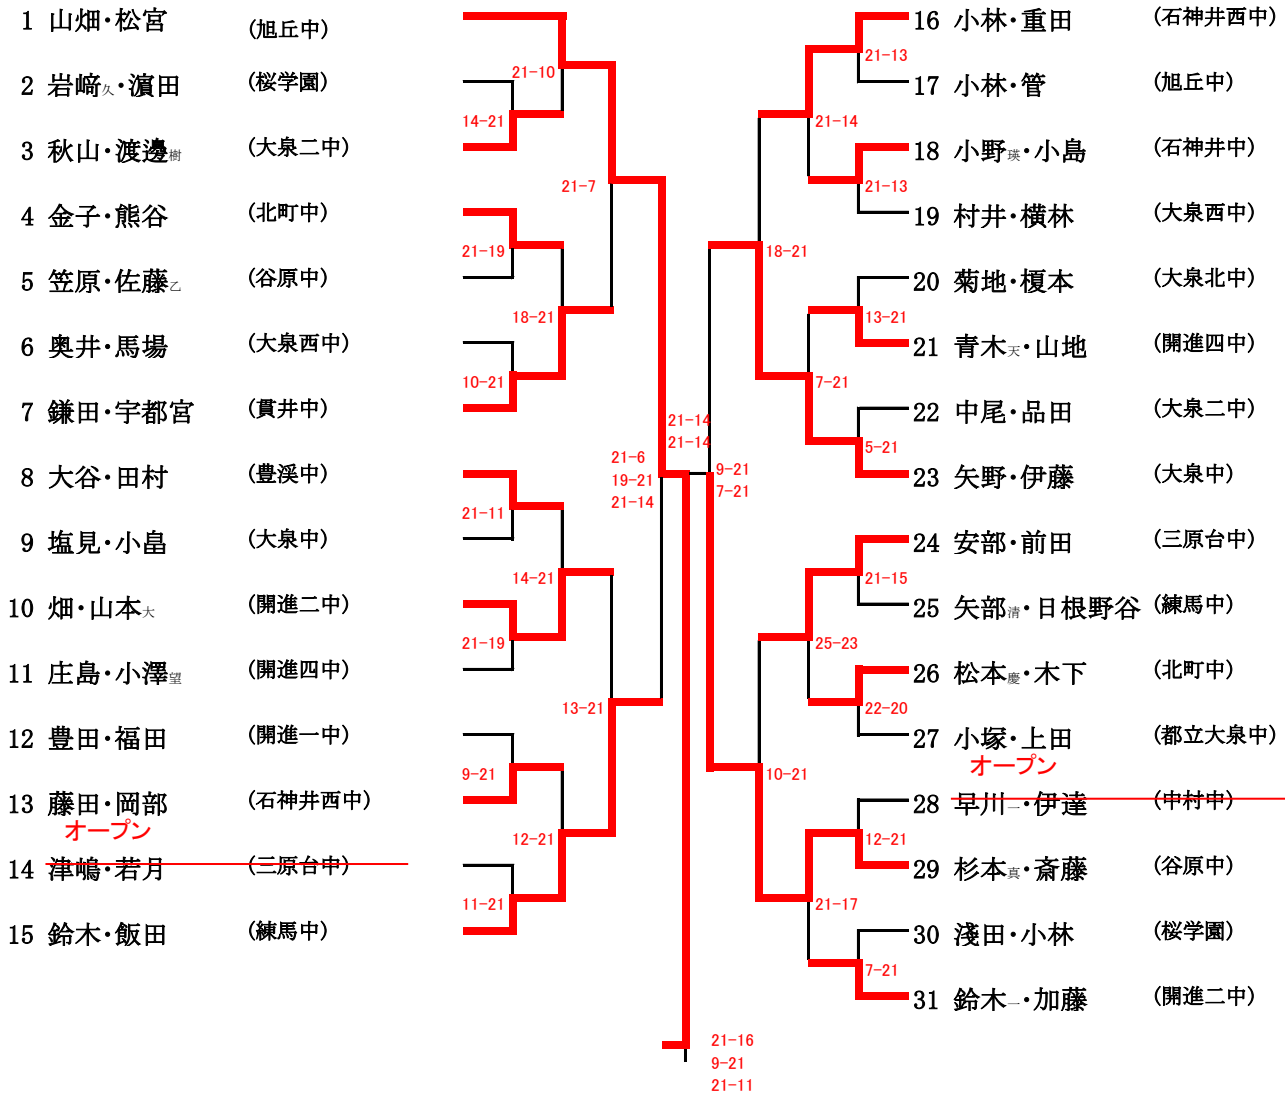 1 山畑・松宮 (旭丘中)
2 岩﨑久・濵田 (桜学園)
3 秋山・渡邊樹 (大泉二中)
4 金子・熊谷 (北町中)
5 笠原・佐藤乙 (谷原中)
6 奥井・馬場 (大泉西中)
7 鎌田・宇都宮 (貫井中)
8 大谷・田村 (豊溪中)
9 塩見・小畠 (大泉中)
10 畑・山本大 (開進二中)
11 庄島・小澤望 (開進四中)
12 豊田・福田 (開進一中)
13 藤田・岡部 (石神井西中)
オープン
14 津嶋・若月 (三原台中)
15 鈴木・飯田 (練馬中)
21-10
14-21
21-7
21-19
18-21
10-21
21-11
14-21
21-19
13-21
9-21
12-21
11-21
21-6
19-21
21-14
21-14
21-14
9-21
7-21
21-16
9-21
21-11
21-13
21-14
21-13
18-21
13-21
7-21
5-21
21-15
25-23
22-20
10-21
12-21
21-17
7-21
16 小林・重田 (石神井西中)
17 小林・管 (旭丘中)
18 小野瑛・小島 (石神井中)
19 村井・横林 (大泉西中)
20 菊地・榎本 (大泉北中)
21 青木天・山地 (開進四中)
22 中尾・品田 (大泉二中)
23 矢野・伊藤 (大泉中)
24 安部・前田 (三原台中)
25 矢部清・日根野谷 (練馬中)
26 松本慶・木下 (北町中)
27 小塚・上田 (都立大泉中)
オープン
28 早川一・伊達 (中村中)
29 杉本真・斎藤 (谷原中)
30 淺田・小林 (桜学園)
31 鈴木一・加藤 (開進二中)